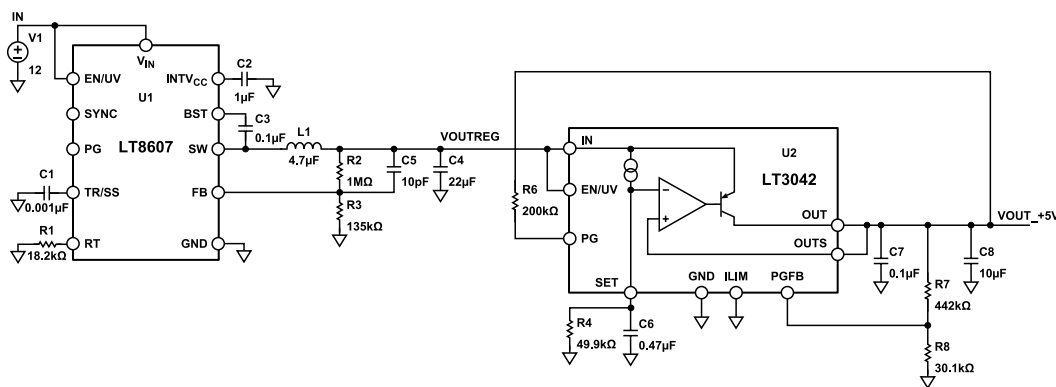 IN
V1
12
VIN
EN/UV
INTVCC
C2
1µF
U1
SYNC
BST
C3
0.1µF
LT8607
PG
SW
L1
4.7µF
VOUTREG
R2
1MΩ
C5
10pF
C4
22µF
C1
0.001µF
TR/SS
FB
R3
135kΩ
R1
18.2kΩ
RT
GND
R6
200kΩ
IN
U2
LT3042
EN/UV
−
+
PG
OUT
OUTS
VOUT_+5V
SET
GND
ILIM
PGFB
C7
0.1µF
C8
10µF
R7
442kΩ
R4
49.9kΩ
C6
0.47µF
R8
30.1kΩ